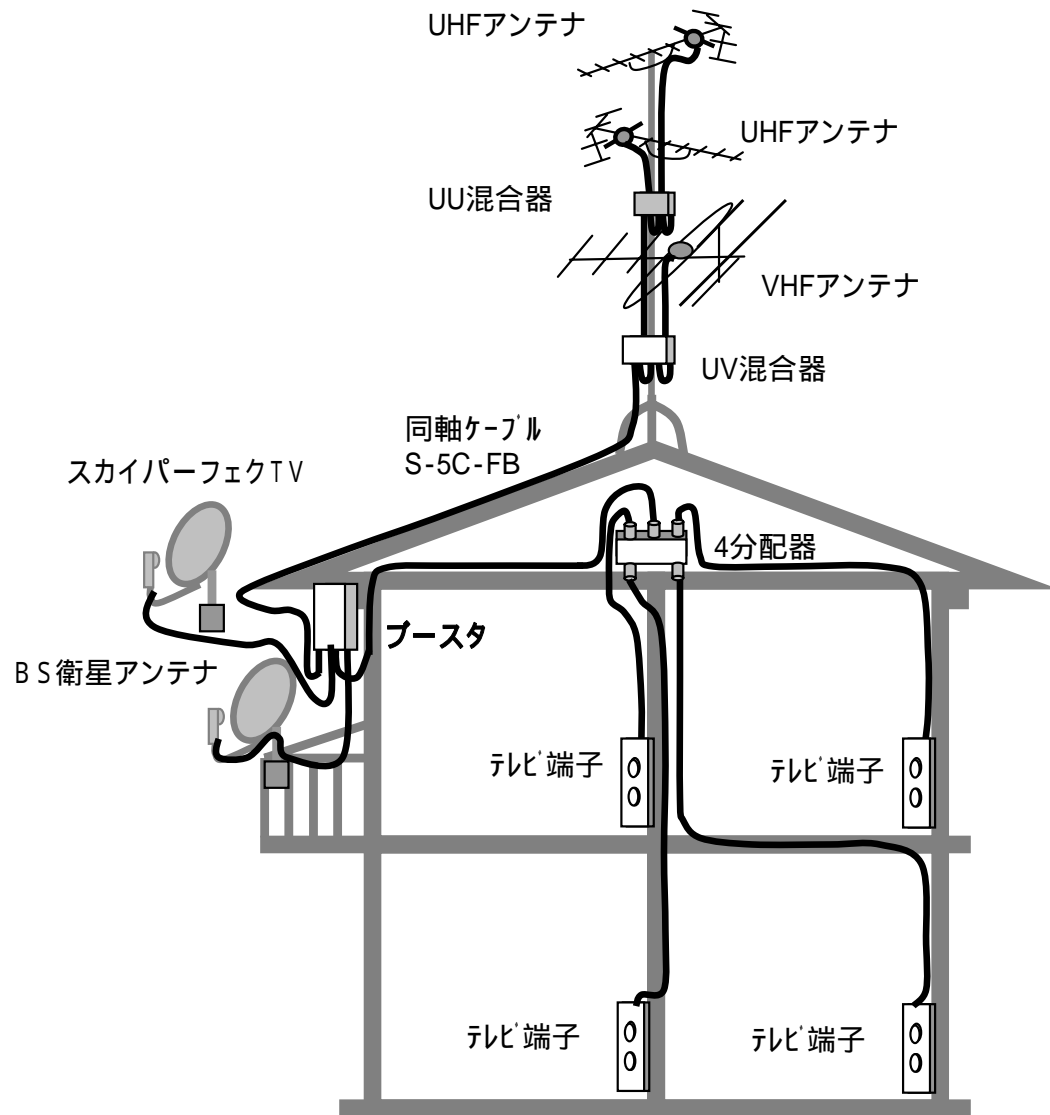 UHFアンテナ
UHFアンテナ
UU混合器
VHFアンテナ
UV混合器
同軸ｹｰﾌﾞﾙ
S-5C-FB
スカイパーフェクTV
4分配器
ブースタ
BS衛星アンテナ
ﾃﾚﾋﾞ端子
ﾃﾚﾋﾞ端子
ﾃﾚﾋﾞ端子
ﾃﾚﾋﾞ端子